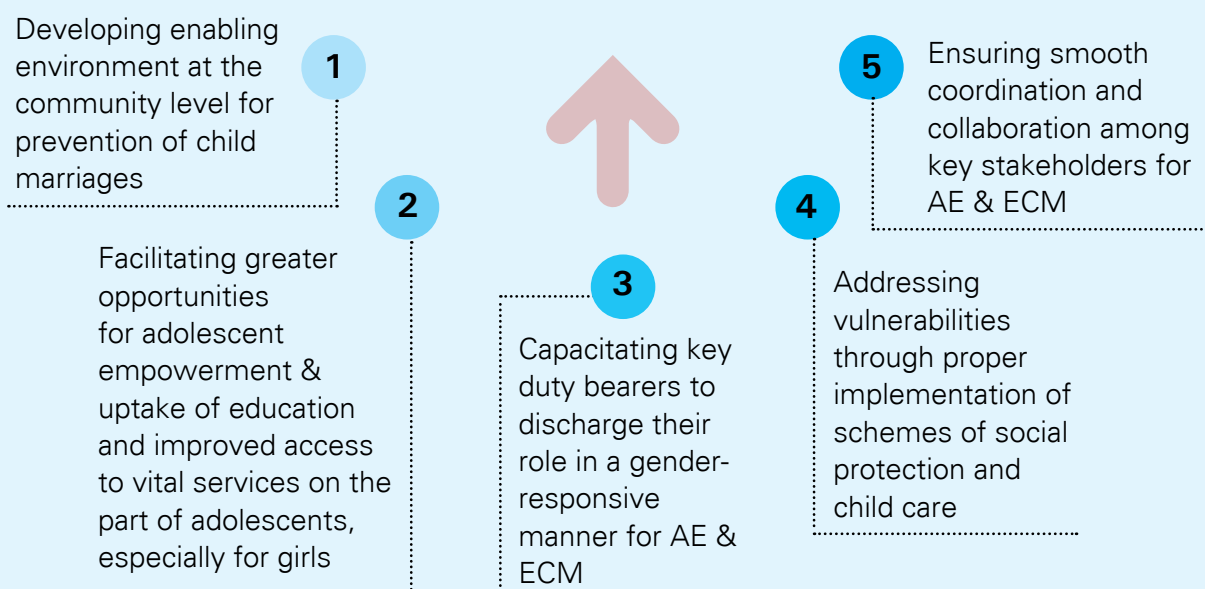 1
Developing enabling
environment at the
community level for
prevention of child
marriages
2
Facilitating greater
opportunities
for adolescent
empowerment &
uptake of education
and improved access
to vital services on the
part of adolescents,
especially for girls
3
Capacitating key
duty bearers to
discharge their
role in a gender-
responsive
manner for AE &
ECM
4
Addressing
vulnerabilities
through proper
implementation of
schemes of social
protection and
child care
5
Ensuring smooth
coordination and
collaboration among
key stakeholders for
AE & ECM